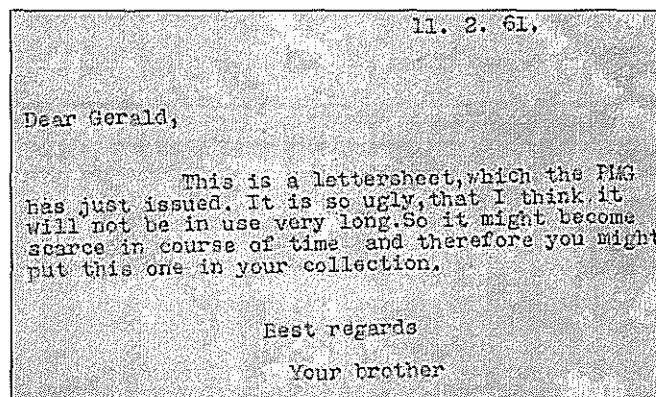 11. 2. 61.
Dear Gerald,
This is a lettersheet,which the PMG
has just issued. It is so ugly,that I think it
will not be in use very long.So it might become
scarce in course of time and therefore you might
put this one in your collection.
Best regards
Your brother